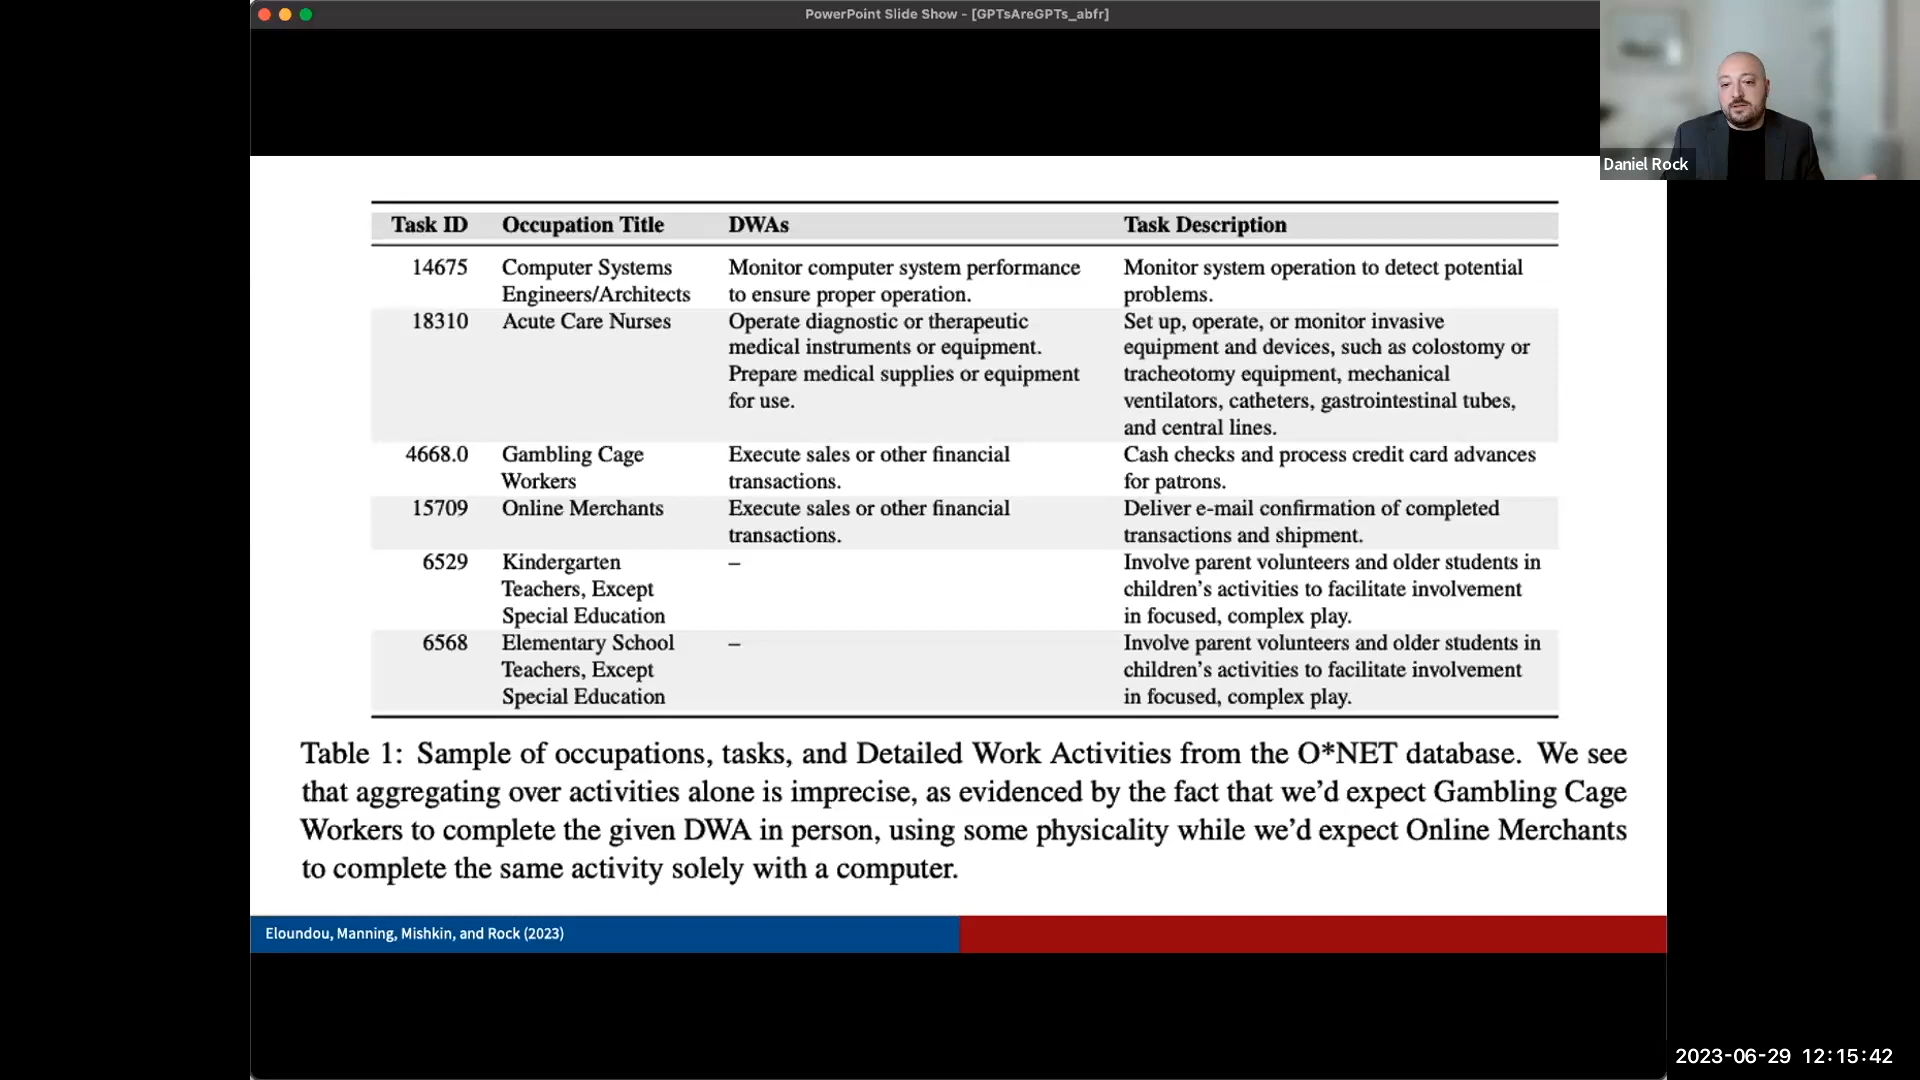 PowerPoint Slide Show - [GPTsAreGPTs_abfr]
Daniel Rock
Task ID Occupation Title DWAs Task Description
14675 Computer Systems Monitor computer system performance Monitor system operation to detect potential
Engineers/Architects to ensure proper operation. problems.
18310 Acute Care Nurses Operate diagnostic or therapeutic Set up, operate, or monitor invasive
medical instruments or equipment. equipment and devices, such as colostomy or
Prepare medical supplies or equipment tracheotomy equipment, mechanical
for use. ventilators, catheters, gastrointestinal tubes,
and central lines.
4668.0 Gambling Cage Execute sales or other financial Cash checks and process credit card advances
Workers transactions. for patrons.
15709 Online Merchants Execute sales or other financial Deliver e-mail confirmation of completed
transactions. transactions and shipment.
6529 Kindergarten – Involve parent volunteers and older students in
Teachers, Except children's activities to facilitate involvement
Special Education in focused, complex play.
6568 Elementary School – Involve parent volunteers and older students in
Teachers, Except children's activities to facilitate involvement
Special Education in focused, complex play.
Table 1: Sample of occupations, tasks, and Detailed Work Activities from the O*NET database. We see
that aggregating over activities alone is imprecise, as evidenced by the fact that we'd expect Gambling Cage
Workers to complete the given DWA in person, using some physicality while we'd expect Online Merchants
to complete the same activity solely with a computer.
Eloundou, Manning, Mishkin, and Rock (2023)
2023-06-29 12:15:42